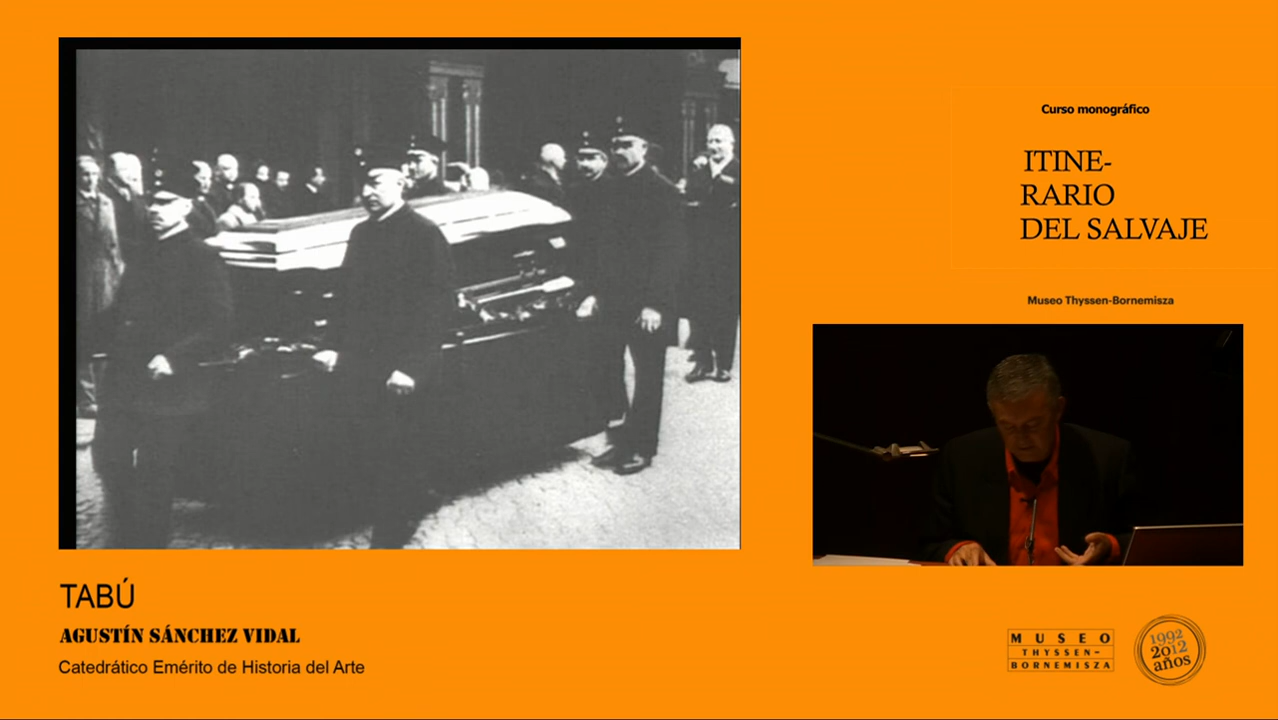 Curso monográfico
ITINE-
RARIO
DEL SALVAJE
Museo Thyssen-Bornemisza
TABÚ
AGUSTÍN SÁNCHEZ VIDAL
Catedrático Emérito de Historia del Arte
MUSEO
THYSSEN-
BORNEMISZA
1992
2012
años